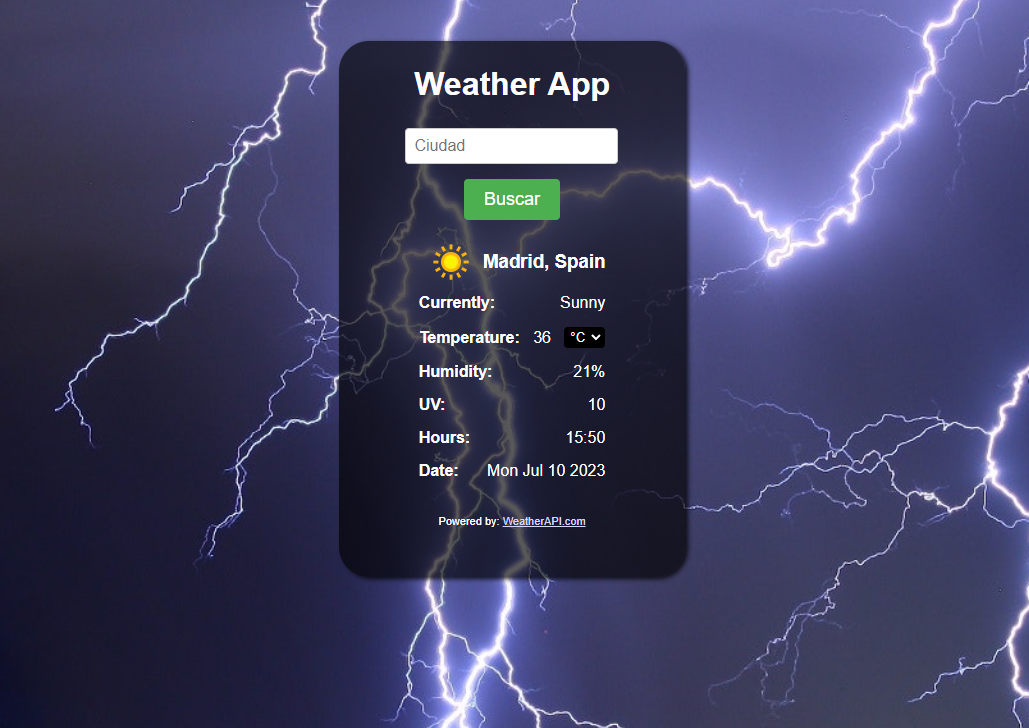 Weather App
Ciudad
Buscar
Madrid, Spain
Currently: Sunny
Temperature: 36 °C
Humidity: 21%
UV: 10
Hours: 15:50
Date: Mon Jul 10 2023
Powered by: WeatherAPI.com